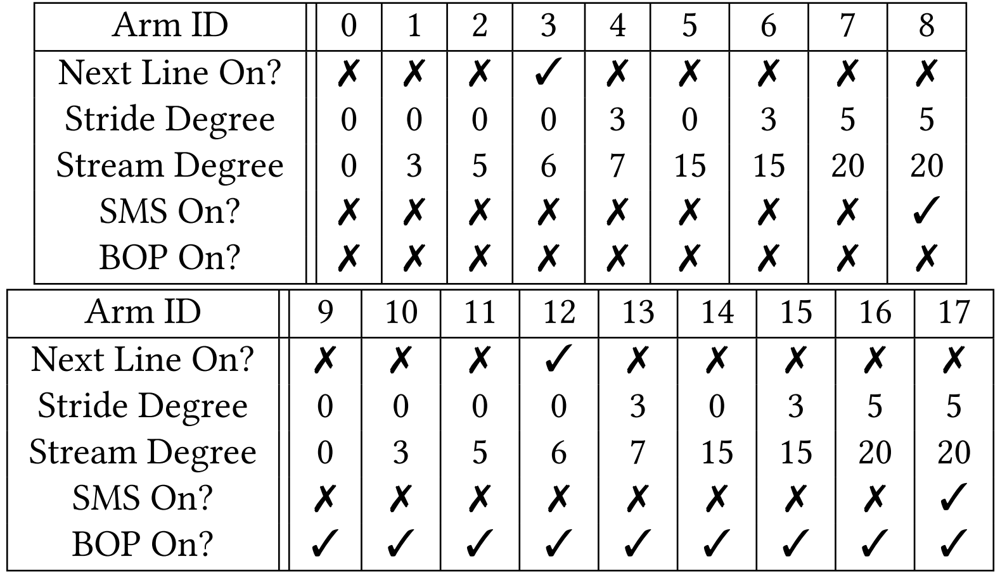 Arm ID 0 1 2 3 4 5 6 7 8
Next Line On? ✗ ✗ ✗ ✓ ✗ ✗ ✗ ✗ ✗
Stride Degree 0 0 0 0 3 0 3 5 5
Stream Degree 0 3 5 6 7 15 15 20 20
SMS On? ✗ ✗ ✗ ✗ ✗ ✗ ✗ ✗ ✓
BOP On? ✗ ✗ ✗ ✗ ✗ ✗ ✗ ✗ ✗
Arm ID 9 10 11 12 13 14 15 16 17
Next Line On? ✗ ✗ ✗ ✓ ✗ ✗ ✗ ✗ ✗
Stride Degree 0 0 0 0 3 0 3 5 5
Stream Degree 0 3 5 6 7 15 15 20 20
SMS On? ✗ ✗ ✗ ✗ ✗ ✗ ✗ ✗ ✓
BOP On? ✓ ✓ ✓ ✓ ✓ ✓ ✓ ✓ ✓